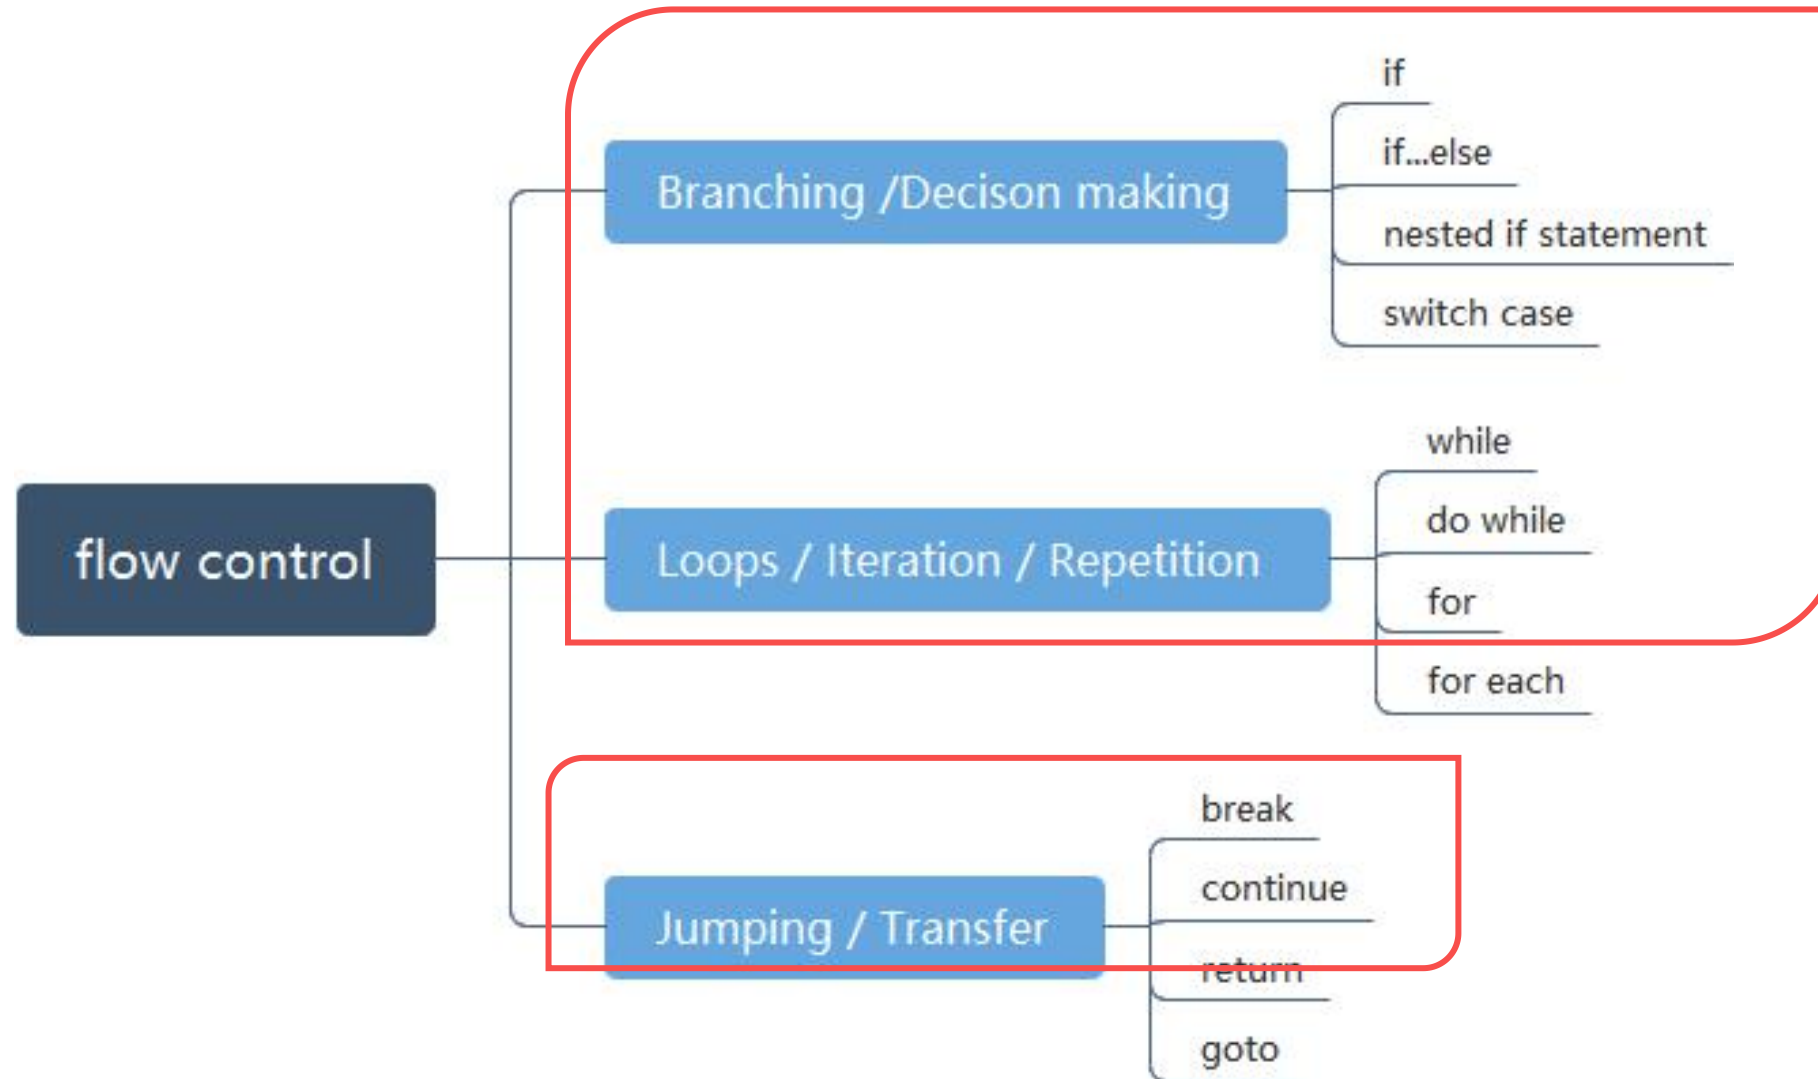 if
if...else
Branching /Decison making
nested if statement
switch case
while
do while
flow control
Loops / Iteration / Repetition
for
for each
break
continue
Jumping / Transfer
return
goto